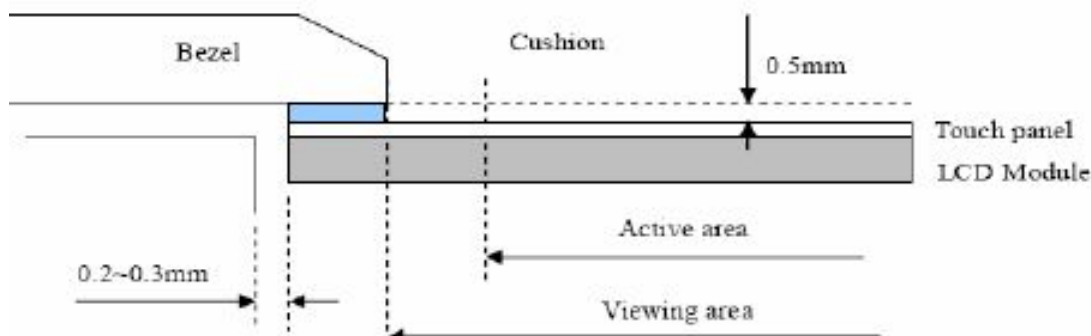 Cushion
Bezel
0.5mm
Touch panel
LCD Module
Active area
0.2~0.3mm
Viewing area